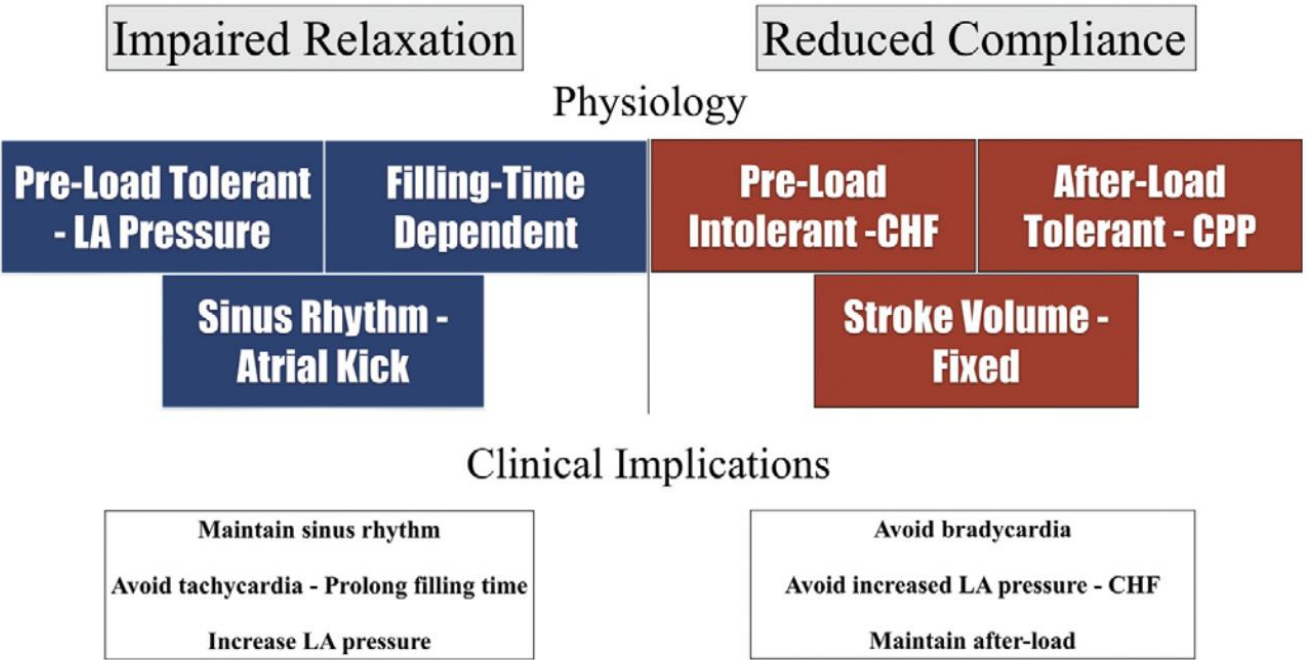 Impaired Relaxation
Reduced Compliance
Physiology
Pre-Load Tolerant
- LA Pressure
Filling-Time
Dependent
Pre-Load
Intolerant -CHF
After-Load
Tolerant - CPP
Sinus Rhythm -
Atrial Kick
Stroke Volume -
Fixed
Clinical Implications
Maintain sinus rhythm
Avoid tachycardia - Prolong filling time
Increase LA pressure
Avoid bradycardia
Avoid increased LA pressure - CHF
Maintain after-load